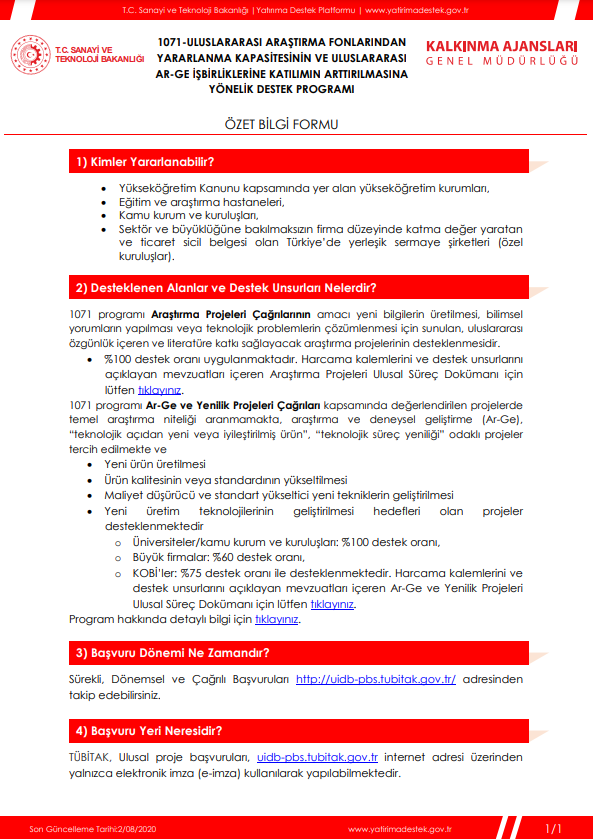 T.C. Sanayi ve Teknoloji Bakanlığı | Yatırıma Destek Platformu | www.yatirimadestek.gov.tr
T.C. SANAYİ VE
TEKNOLOJİ BAKANLIĞI
1071-ULUSLARARASI ARAŞTIRMA FONLARINDAN
YARARLANMA KAPASİTESİNİN VE ULUSLARARASI
AR-GE İŞBİRLİKLERİNE KATILIMIN ARTTIRILMASINA
YÖNELİK DESTEK PROGRAMI
KALKINMA AJANSLARI
GENEL MÜDÜRLÜĞÜ
ÖZET BİLGİ FORMU
1) Kimler Yararlanabilir?
• Yükseköğretim Kanunu kapsamında yer alan yükseköğretim kurumları,
• Eğitim ve araştırma hastaneleri,
• Kamu kurum ve kuruluşları,
• Sektör ve büyüklüğüne bakılmaksızın firma düzeyinde katma değer yaratan
ve ticaret sicil belgesi olan Türkiye'de yerleşik sermaye şirketleri (özel
kuruluşlar).
2) Desteklenen Alanlar ve Destek Unsurları Nelerdir?
1071 programı Araştırma Projeleri Çağrılarının amacı yeni bilgilerin üretilmesi, bilimsel
yorumların yapılması veya teknolojik problemlerin çözümlenmesi için sunulan, uluslararası
özgünlük içeren ve literatüre katkı sağlayacak araştırma projelerinin desteklenmesidir.
• %100 destek oranı uygulanmaktadır. Harcama kalemlerini ve destek unsurlarını
açıklayan mevzuatları içeren Araştırma Projeleri Ulusal Süreç Dokümanı için
lütfen tıklayınız.
1071 programı Ar-Ge ve Yenilik Projeleri Çağrıları kapsamında değerlendirilen projelerde
temel araştırma niteliği aranmamakta, araştırma ve deneysel geliştirme (Ar-Ge),
“teknolojik açıdan yeni veya iyileştirilmiş ürün”, “teknolojik süreç yeniliği” odaklı projeler
tercih edilmekte ve
• Yeni ürün üretilmesi
• Ürün kalitesinin veya standardının yükseltilmesi
• Maliyet düşürücü ve standart yükseltici yeni tekniklerin geliştirilmesi
• Yeni üretim teknolojilerinin geliştirilmesi hedefleri olan projeler
desteklenmektedir
o Üniversiteler/kamu kurum ve kuruluşları: %100 destek oranı,
o Büyük firmalar: %60 destek oranı,
o KOBİ'ler: %75 destek oranı ile desteklenmektedir. Harcama kalemlerini ve
destek unsurlarını açıklayan mevzuatları içeren Ar-Ge ve Yenilik Projeleri
Ulusal Süreç Dokümanı için lütfen tıklayınız.
Program hakkında detaylı bilgi için tıklayınız.
3) Başvuru Dönemi Ne Zamandır?
Sürekli, Dönemsel ve Çağrılı Başvuruları http://uidb-pbs.tubitak.gov.tr/ adresinden
takip edebilirsiniz.
4) Başvuru Yeri Neresidir?
TÜBİTAK, Ulusal proje başvuruları, uidb-pbs.tubitak.gov.tr internet adresi üzerinden
yalnızca elektronik imza (e-imza) kullanılarak yapılabilmektedir.
Son Güncelleme Tarihi:2/08/2020
www.yatirimadestek.gov.tr
1/1